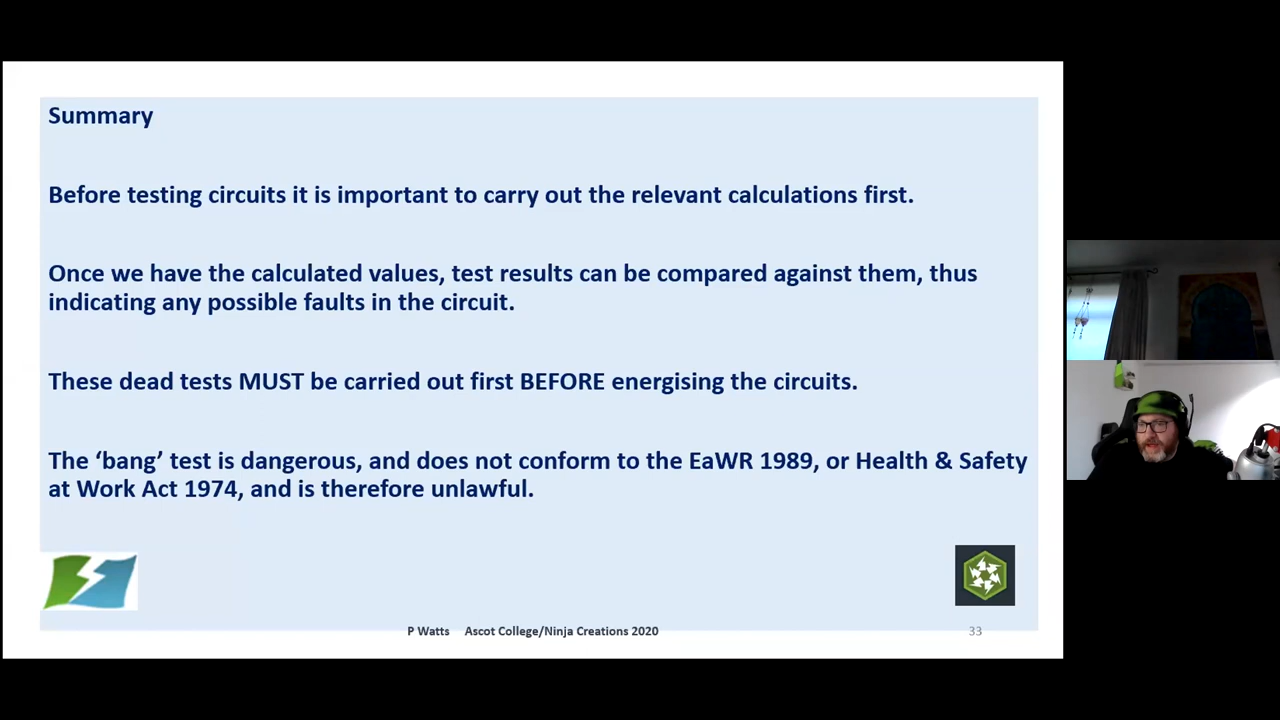 Summary
Before testing circuits it is important to carry out the relevant calculations first.
Once we have the calculated values, test results can be compared against them, thus
indicating any possible faults in the circuit.
These dead tests MUST be carried out first BEFORE energising the circuits.
The ‘bang’ test is dangerous, and does not conform to the EaWR 1989, or Health & Safety
at Work Act 1974, and is therefore unlawful.
P Watts Ascot College/Ninja Creations 2020
33